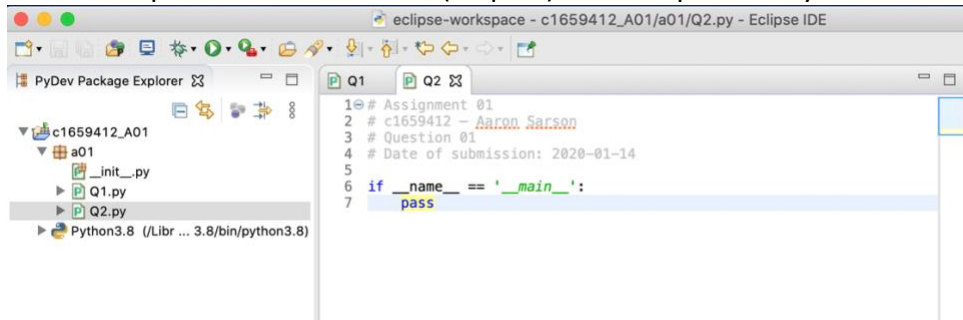 eclipse-workspace - c1659412_A01/a01/Q2.py - Eclipse IDE
PyDev Package Explorer
c1659412_A01
a01
__init__.py
Q1.py
Q2.py
Python3.8 (/Libr ... 3.8/bin/python3.8)
Q1
Q2
1 # Assignment 01
2 # c1659412 – Aaron Sarson
3 # Question 01
4 # Date of submission: 2020-01-14
5
6 if __name__ == '__main__':
7 pass